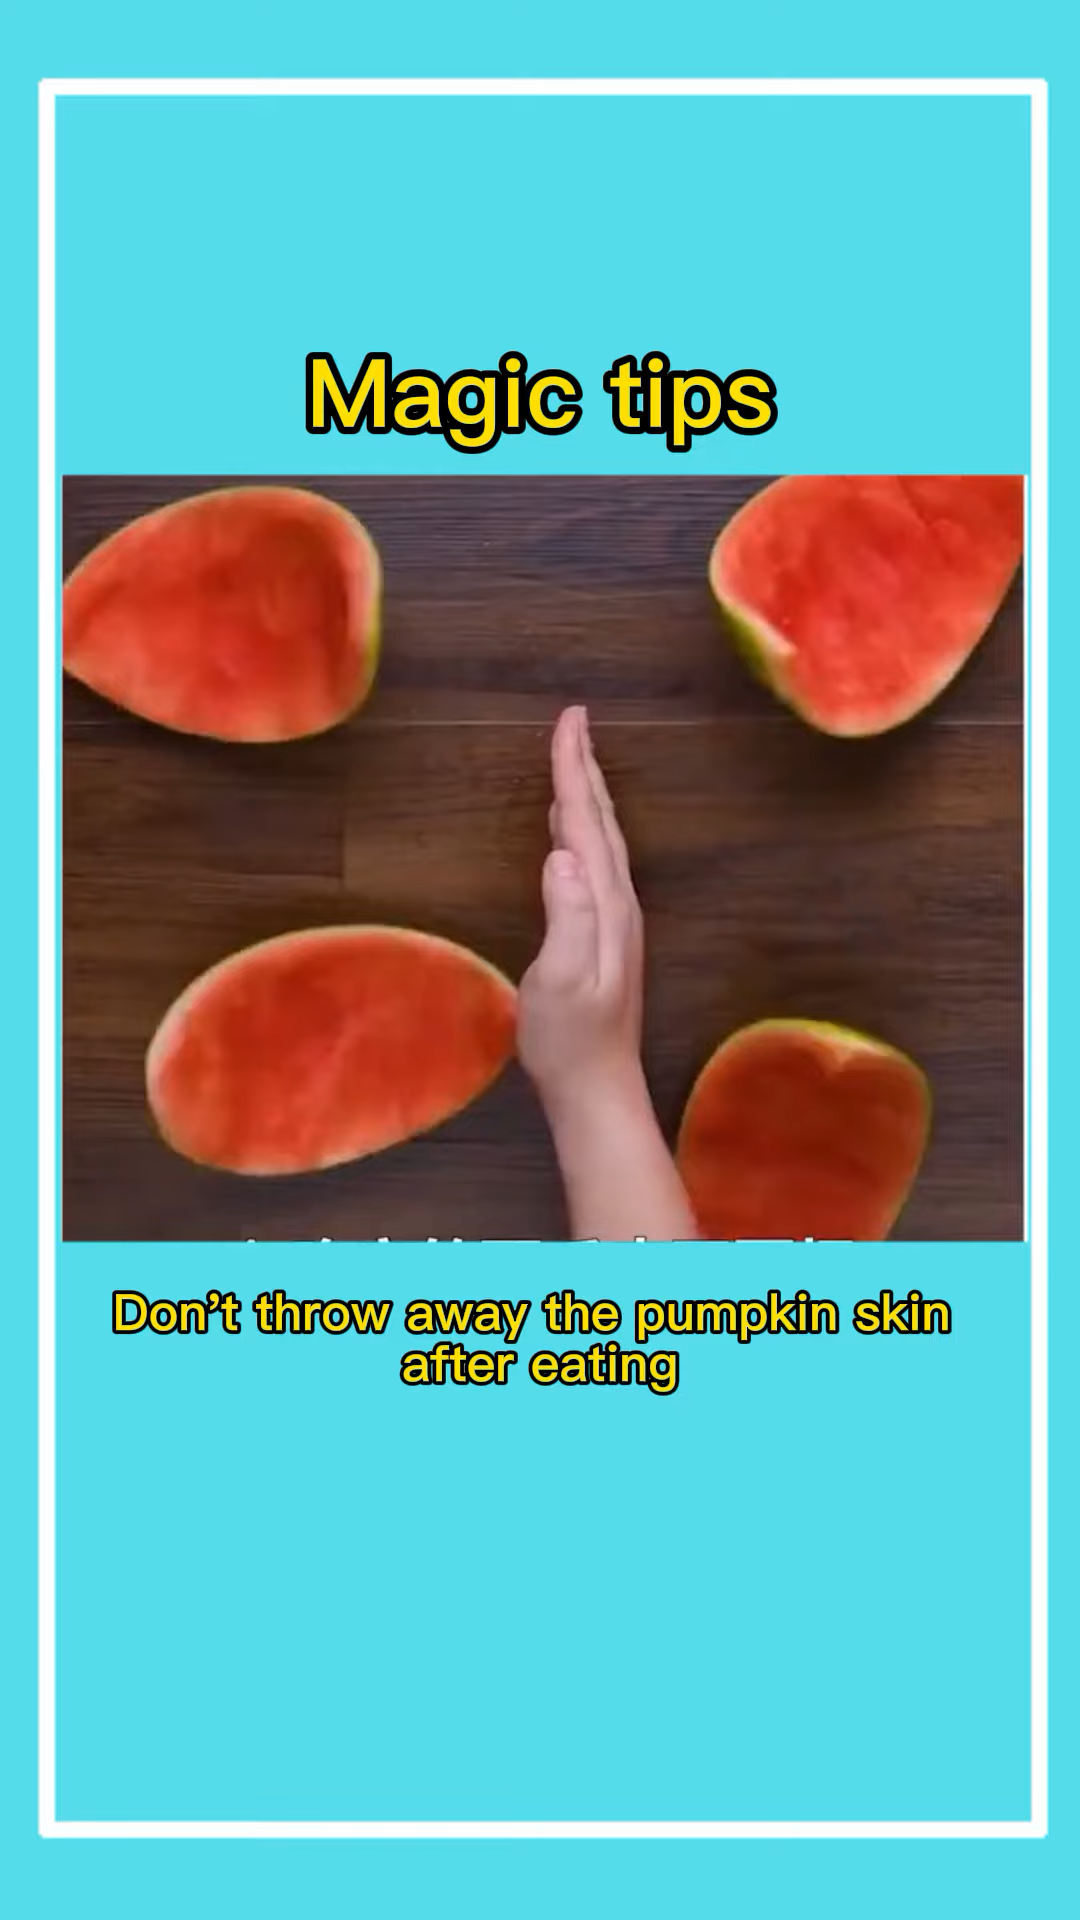 Magic tips
Don’t throw away the pumpkin skin
after eating